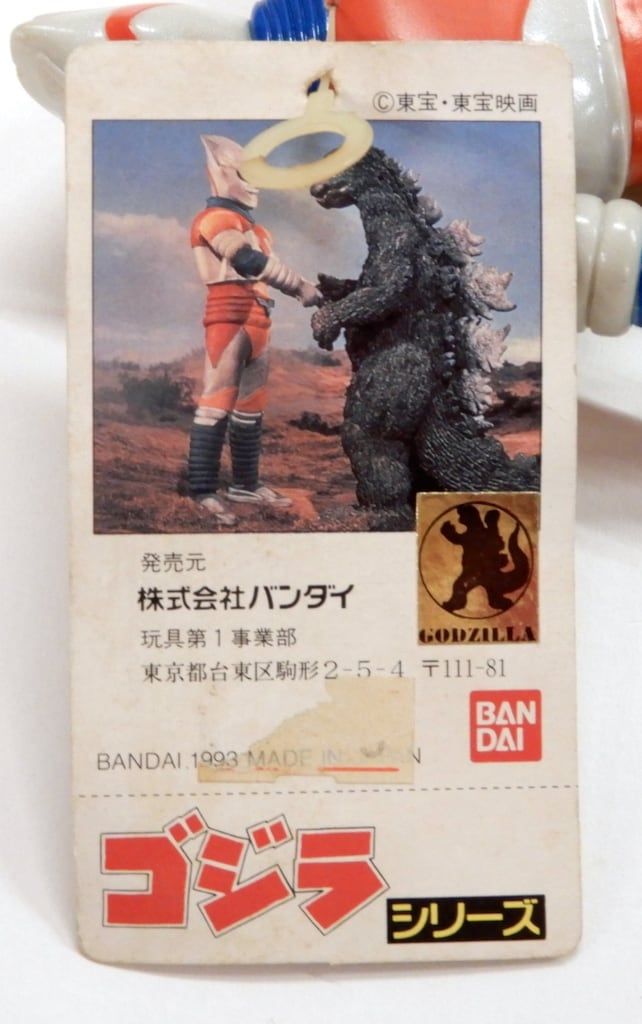 ©東宝・東宝映画
発売元
株式会社バンダイ
玩具第1事業部
東京都台東区駒形2-5-4 〒111-81
GODZILLA
BAN
DAI
BANDAI 1993 MADE IN JAPAN
ゴジラ
シリーズ